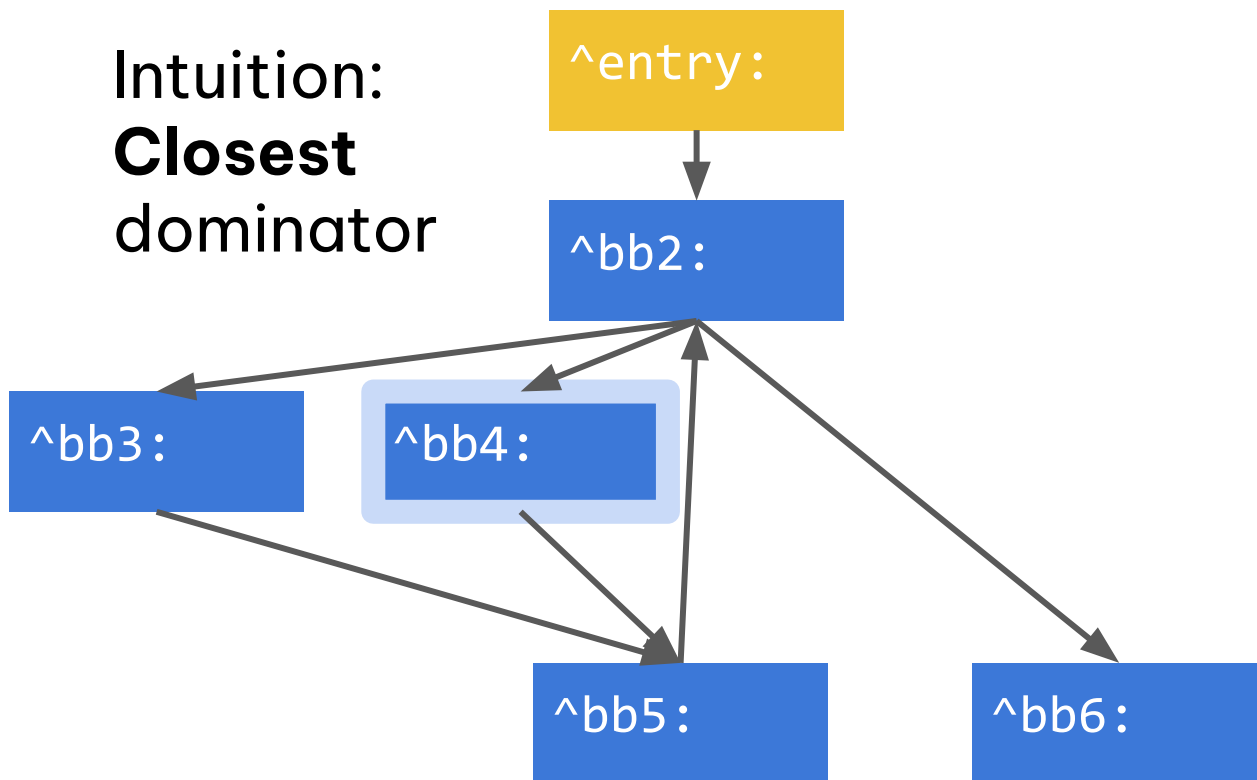 Intuition:
Closest
dominator
^entry:
^bb2:
^bb3:
^bb4:
^bb5:
^bb6: